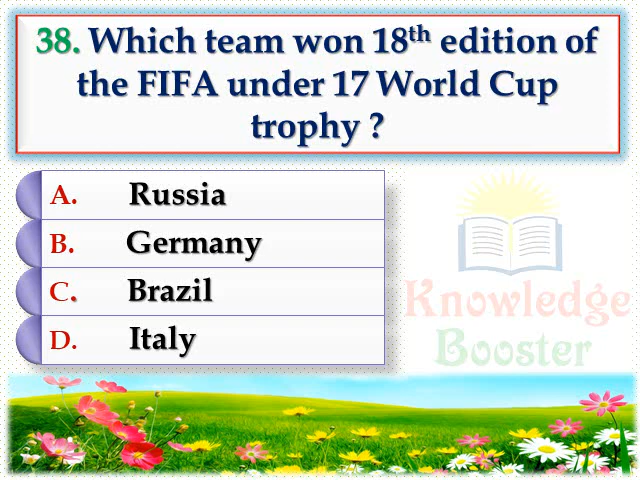 38. Which team won 18th edition of
the FIFA under 17 World Cup
trophy ?
A. Russia
B. Germany
C. Brazil
D. Italy
Knowledge
Booster